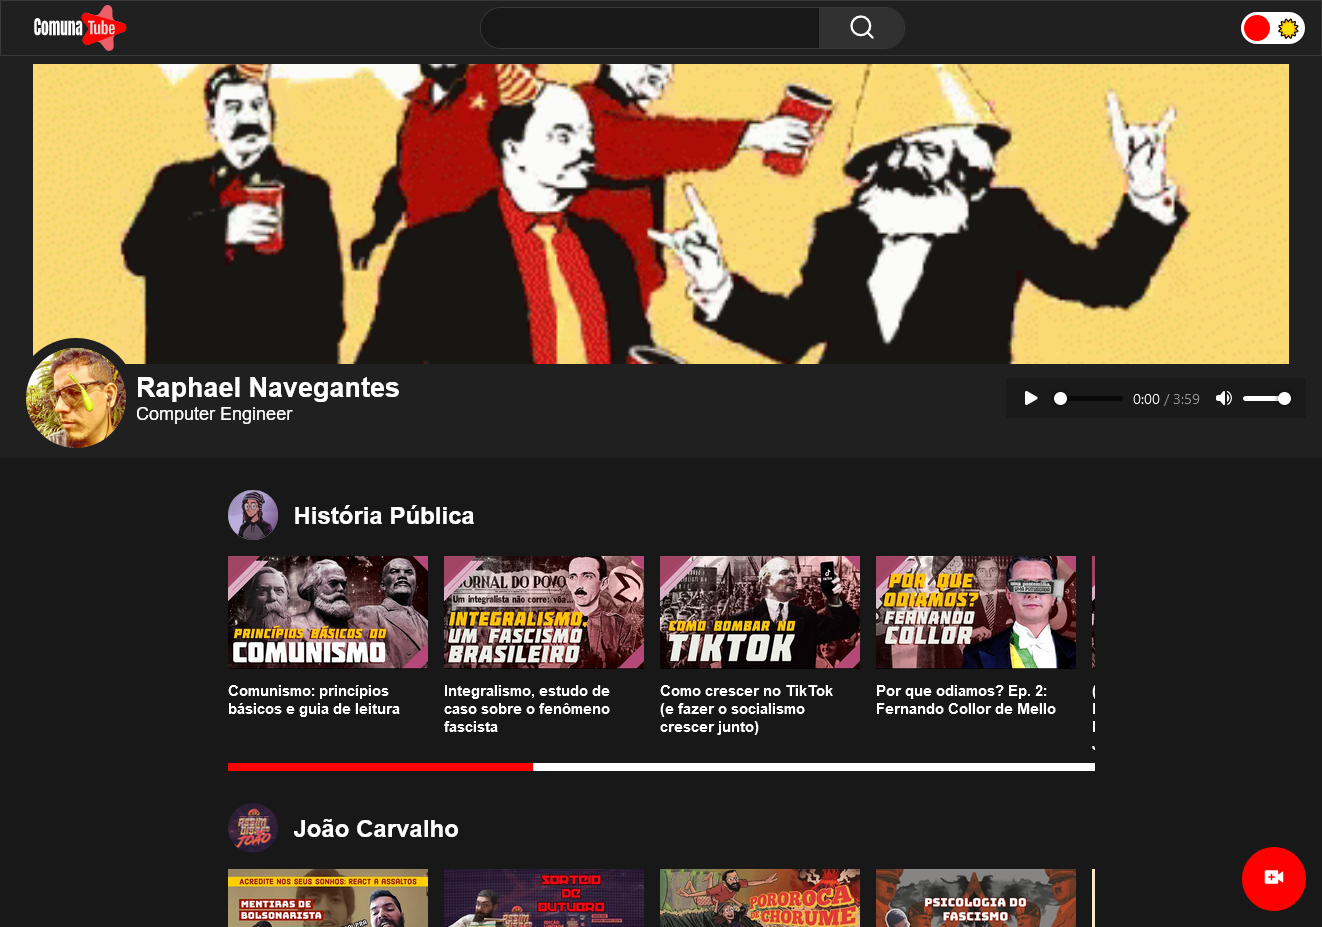 Comuna Tube
Raphael Navegantes
Computer Engineer
0:00 / 3:59
História Pública
PRINCÍPIOS BÁSICOS DO
COMUNISMO
JORNAL DO POVO
Um integralista não corre: vôa...
INTEGRALISMO,
UM FASCISMO
BRASILEIRO
COMO BOMBAR NO
TIKTOK
POR QUE
ODIAMOS?
FERNANDO
COLLOR
Comunismo: princípios
básicos e guia de leitura
Integralismo, estudo de
caso sobre o fenômeno
fascista
Como crescer no TikTok
(e fazer o socialismo
crescer junto)
Por que odiamos? Ep. 2:
Fernando Collor de Mello
ASSIM
DISSE
JOÃO
João Carvalho
ACREDITE NOS SEUS SONHOS: REACT A ASSALTOS
MENTIRAS DE
BOLSONARISTA
SORTEIO
DE
OUTUBRO
POROROCA
DE CHORUME
PSICOLOGIA DO
FASCISMO